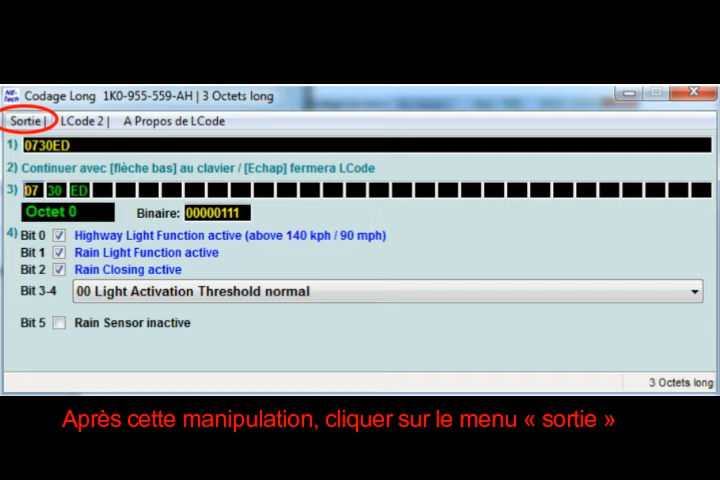 NE-Tech Codage Long 1K0-955-559-AH | 3 Octets long
Sortie | LCode 2 | A Propos de LCode
1) 0730ED
2) Continuer avec [flèche bas] au clavier / [Echap] fermera LCode
3) 07 30 ED
Octet 0 Binaire: 00000111
4) Bit 0 Highway Light Function active (above 140 kph / 90 mph)
Bit 1 Rain Light Function active
Bit 2 Rain Closing active
Bit 3-4 00 Light Activation Threshold normal
Bit 5 Rain Sensor inactive
3 Octets long
Après cette manipulation, cliquer sur le menu « sortie »